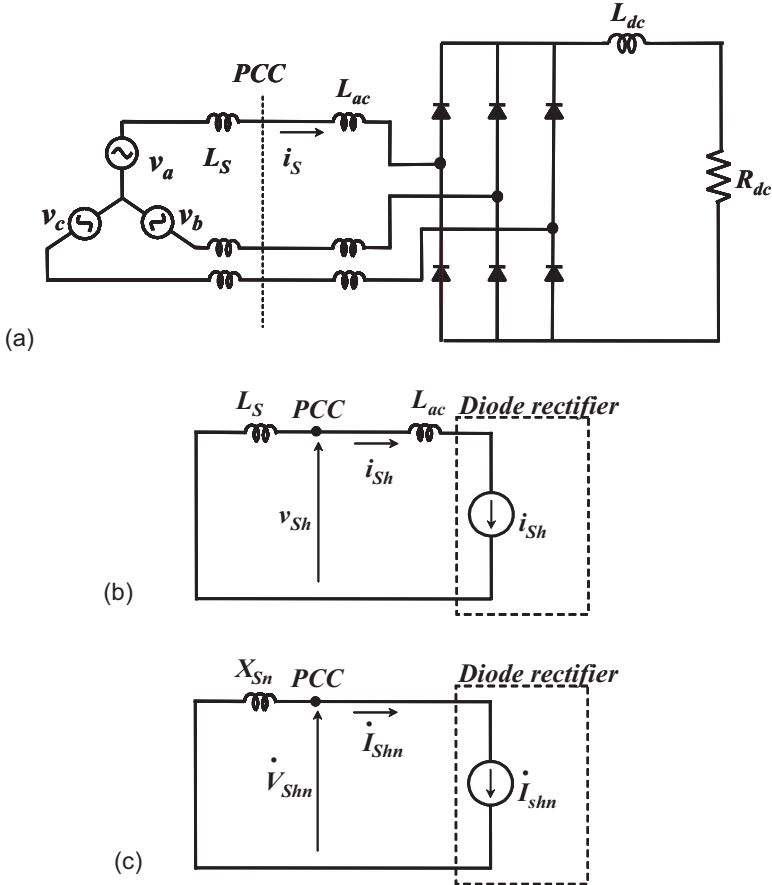 L_dc
PCC
L_ac
L_S
i_S
v_a
R_dc
v_c
v_b
(a)
L_S PCC L_ac Diode rectifier
i_Sh
v_Sh
i_Sh
(b)
X_Sn PCC Diode rectifier
İ_Shn
V̇_Shn
İ_shn
(c)